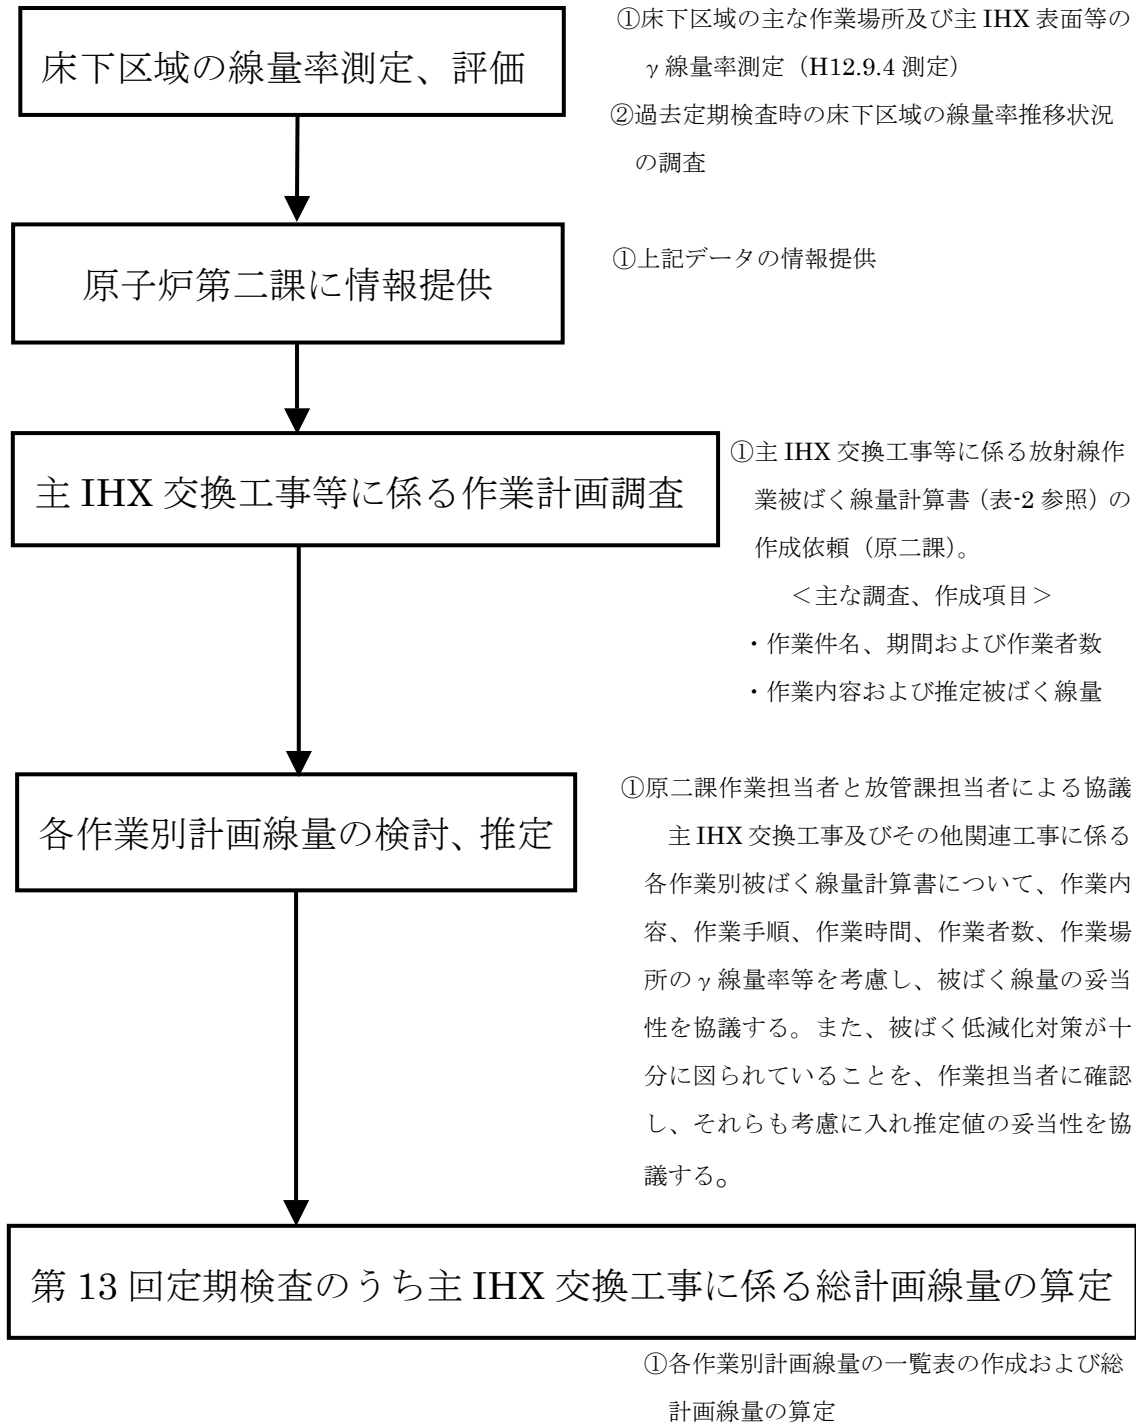 床下区域の線量率測定、評価
①床下区域の主な作業場所及び主 IHX 表面等の
γ線量率測定（H12.9.4 測定）
②過去定期検査時の床下区域の線量率推移状況
の調査
原子炉第二課に情報提供
①上記データの情報提供
主 IHX 交換工事等に係る作業計画調査
①主 IHX 交換工事等に係る放射線作
業被ばく線量計算書（表-2 参照）の
作成依頼（原二課）。
＜主な調査、作成項目＞
・作業件名、期間および作業者数
・作業内容および推定被ばく線量
各作業別計画線量の検討、推定
①原二課作業担当者と放管課担当者による協議
主 IHX 交換工事及びその他関連工事に係る
各作業別被ばく線量計算書について、作業内
容、作業手順、作業時間、作業者数、作業場
所のγ線量率等を考慮し、被ばく線量の妥当
性を協議する。また、被ばく低減化対策が十
分に図られていることを、作業担当者に確認
し、それらも考慮に入れ推定値の妥当性を協
議する。
第 13 回定期検査のうち主 IHX 交換工事に係る総計画線量の算定
①各作業別計画線量の一覧表の作成および総
計画線量の算定